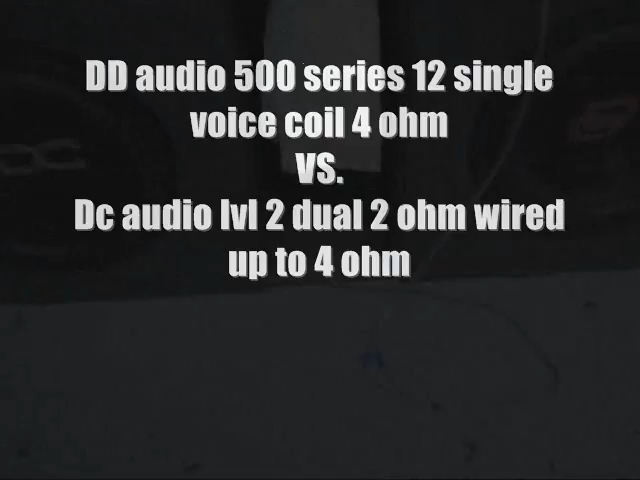 DD audio 500 series 12 single
voice coil 4 ohm
VS.
Dc audio lvl 2 dual 2 ohm wired
up to 4 ohm